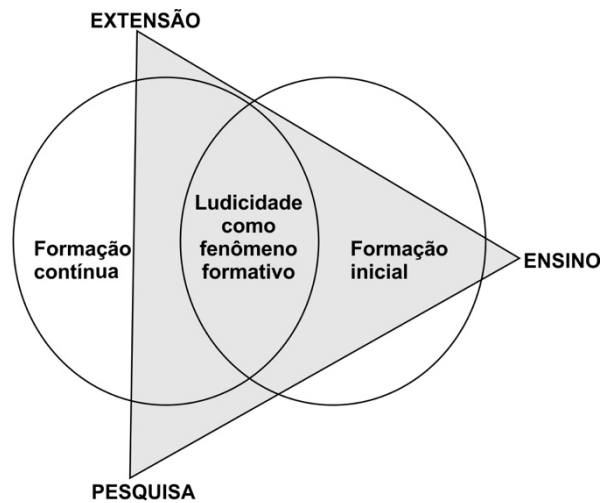 EXTENSÃO
Ludicidade
como
fenômeno
formativo
Formação
contínua
Formação
inicial
ENSINO
PESQUISA